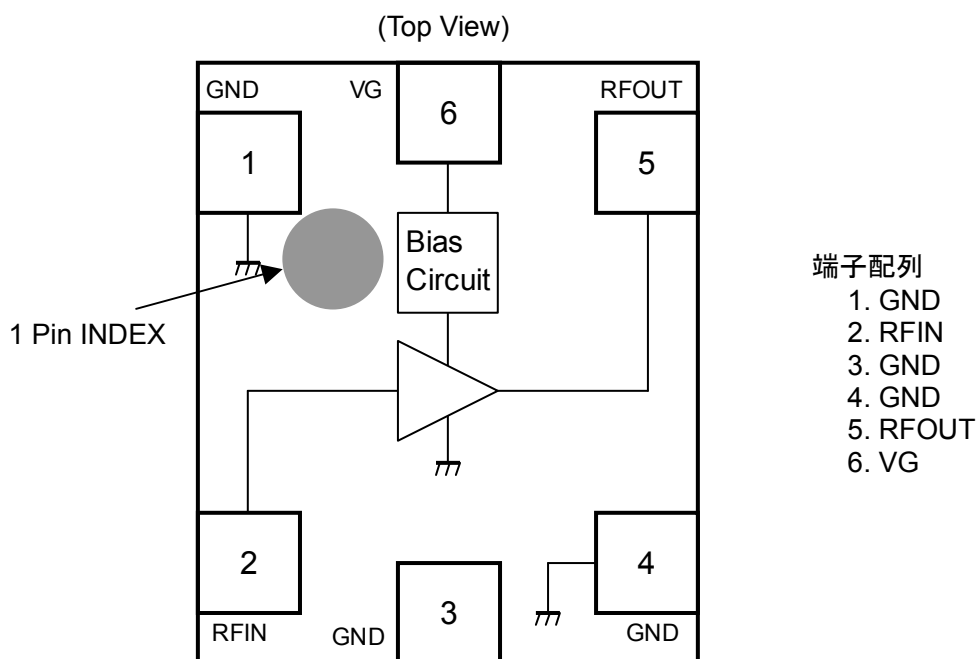 (Top View)
GND
VG
RFOUT
6
1
5
Bias
Circuit
1 Pin INDEX
2
3
4
RFIN
GND
GND
端子配列
1. GND
2. RFIN
3. GND
4. GND
5. RFOUT
6. VG